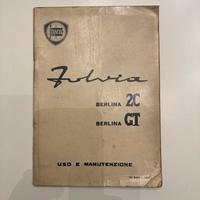 LANCIA
Fulvia
BERLINA 2C
BERLINA GT
USO E MANUTENZIONE